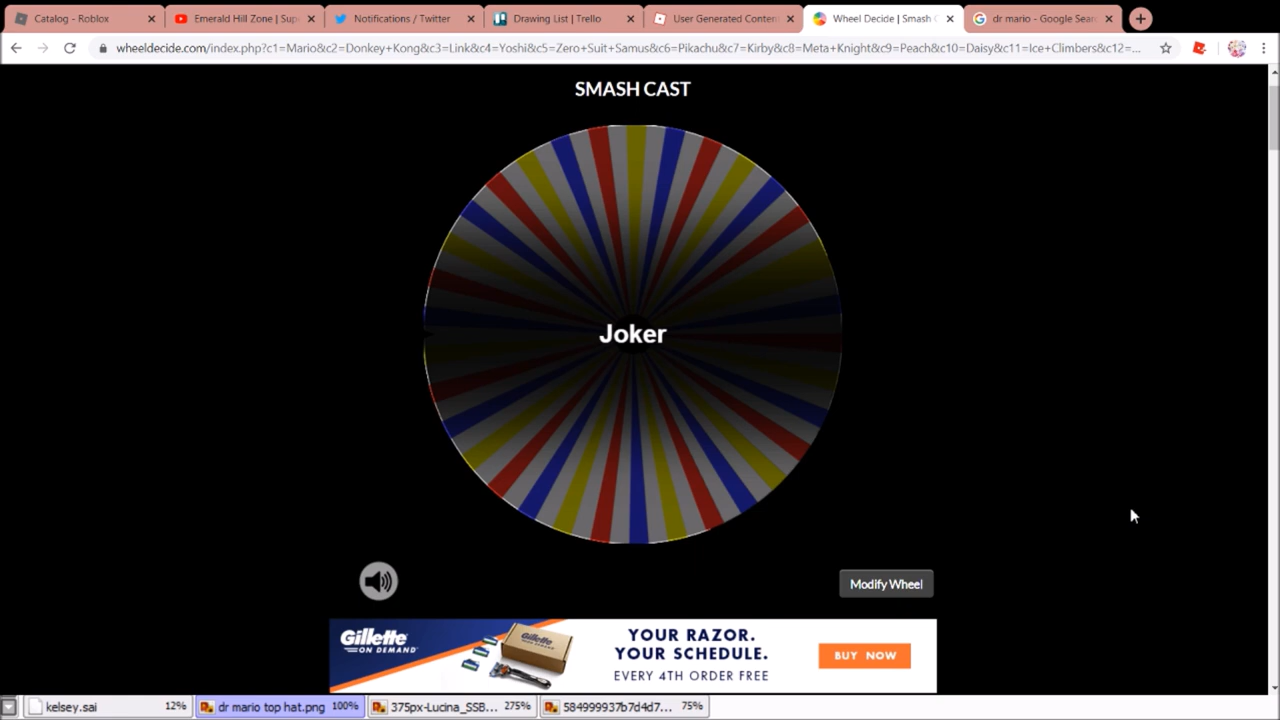 Catalog - Roblox
Emerald Hill Zone | Sup
Notifications / Twitter
Drawing List | Trello
User Generated Conten
Wheel Decide | Smash C
dr mario - Google Sear
wheeldecide.com/index.php?c1=Mario&c2=Donkey+Kong&c3=Link&c4=Yoshi&c5=Zero+Suit+Samus&c6=Pikachu&c7=Kirby&c8=Meta+Knight&c9=Peach&c10=Daisy&c11=Ice+Climbers&c12=...
SMASH CAST
Joker
Modify Wheel
Gillette
ON DEMAND
YOUR RAZOR.
YOUR SCHEDULE.
EVERY 4TH ORDER FREE
BUY NOW
kelsey.sai 12%
dr mario top hat.png 100%
375px-Lucina_SSB... 275%
584999937b7d4d7... 75%